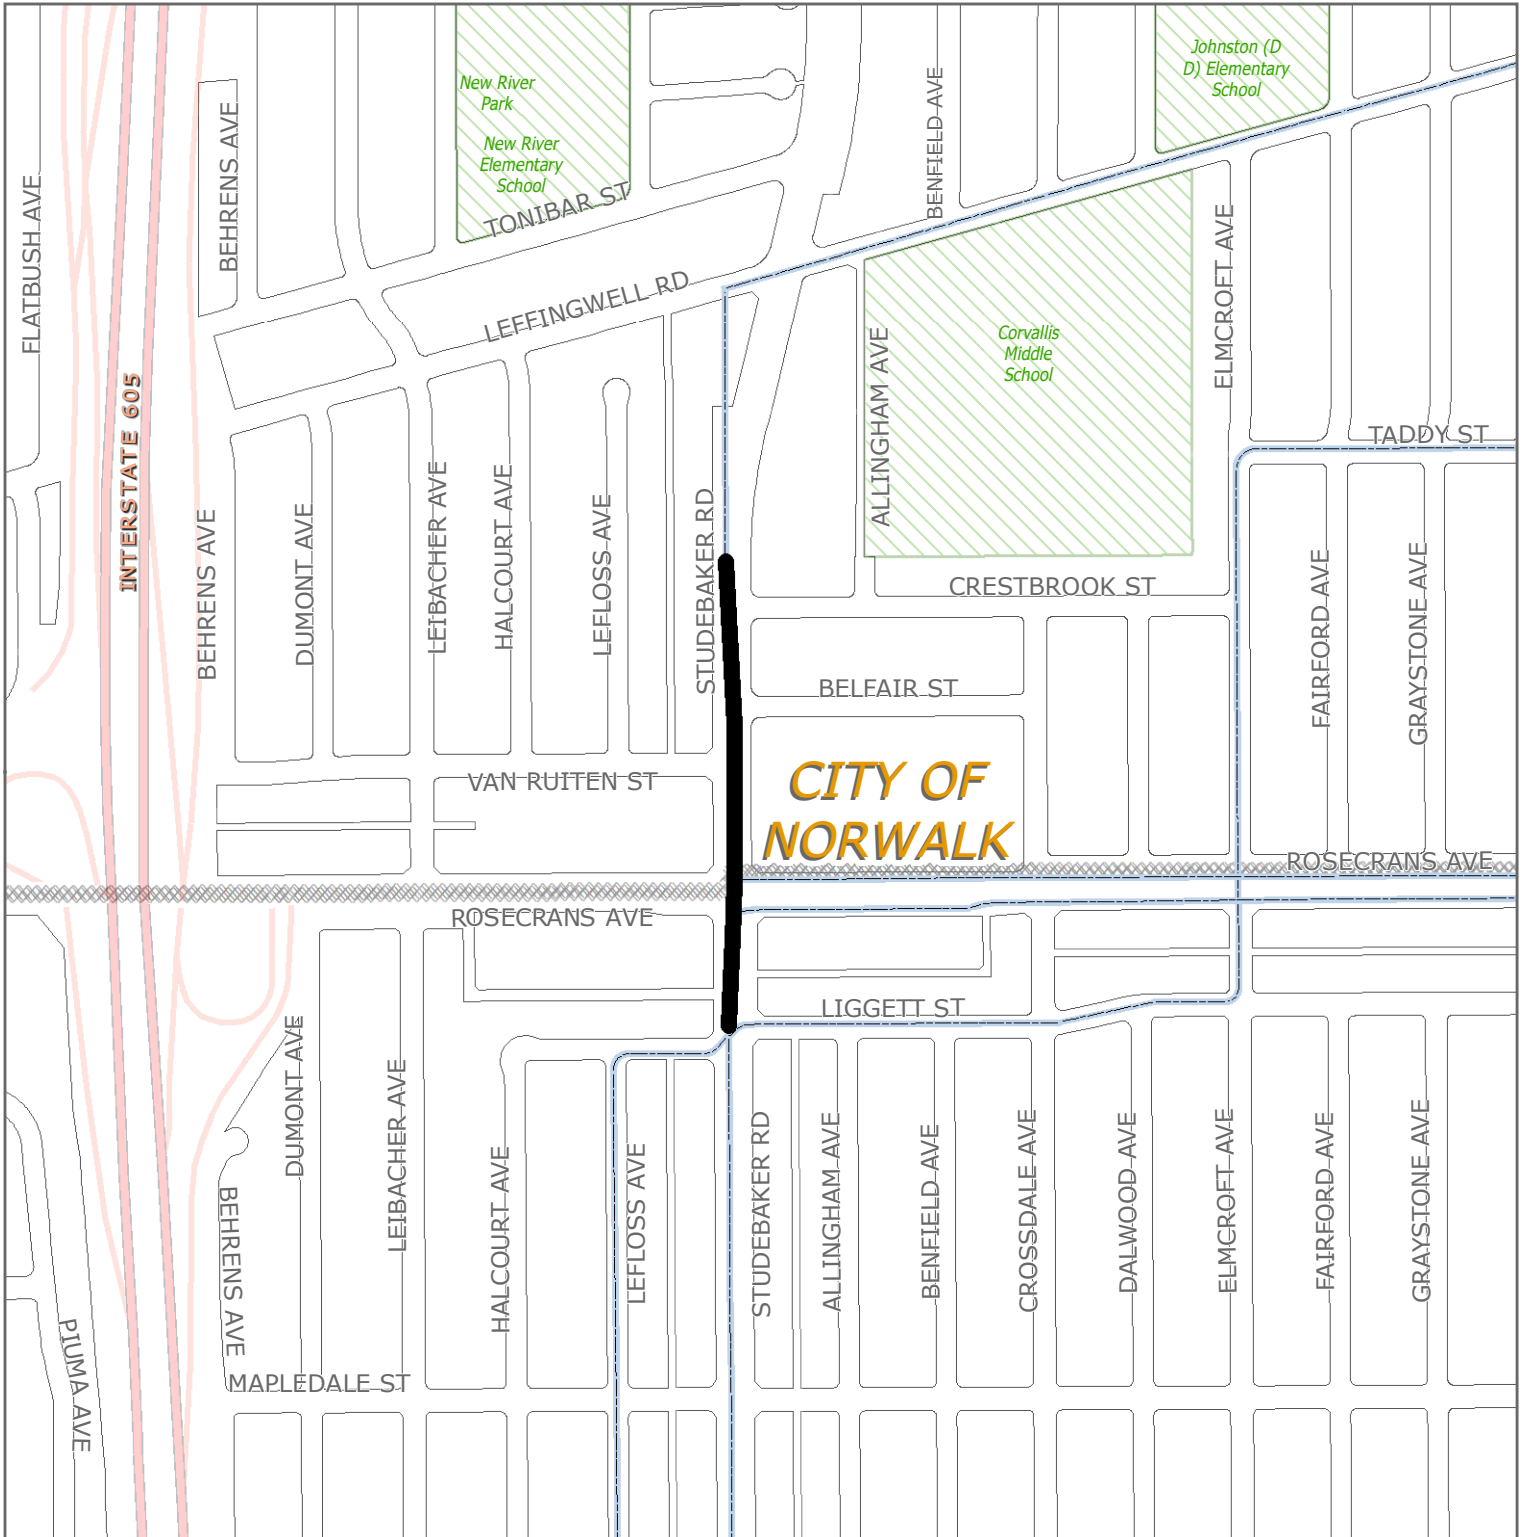 Johnston (D
D) Elementary
School
New River
Park
New River
Elementary
School
BENFIELD AVE
BEHRENS AVE
FLATBUSH AVE
TONIBAR ST
LEFFINGWELL RD
ELMCROFT AVE
Corvallis
Middle
School
ALLINGHAM AVE
INTERSTATE 605
TADDY ST
BEHRENS AVE
DUMONT AVE
LEIBACHER AVE
HALCOURT AVE
LEFLOSS AVE
STUDEBAKER RD
CRESTBROOK ST
FAIRFORD AVE
GRAYSTONE AVE
BELFAIR ST
VAN RUITEN ST
CITY OF
NORWALK
ROSECRANS AVE
ROSECRANS AVE
LIGGETT ST
DUMONT AVE
LEIBACHER AVE
HALCOURT AVE
LEFLOSS AVE
STUDEBAKER RD
ALLINGHAM AVE
BENFIELD AVE
CROSSDALE AVE
DALWOOD AVE
ELMCROFT AVE
FAIRFORD AVE
GRAYSTONE AVE
BEHRENS AVE
PIUMA AVE
MAPLEDALE ST